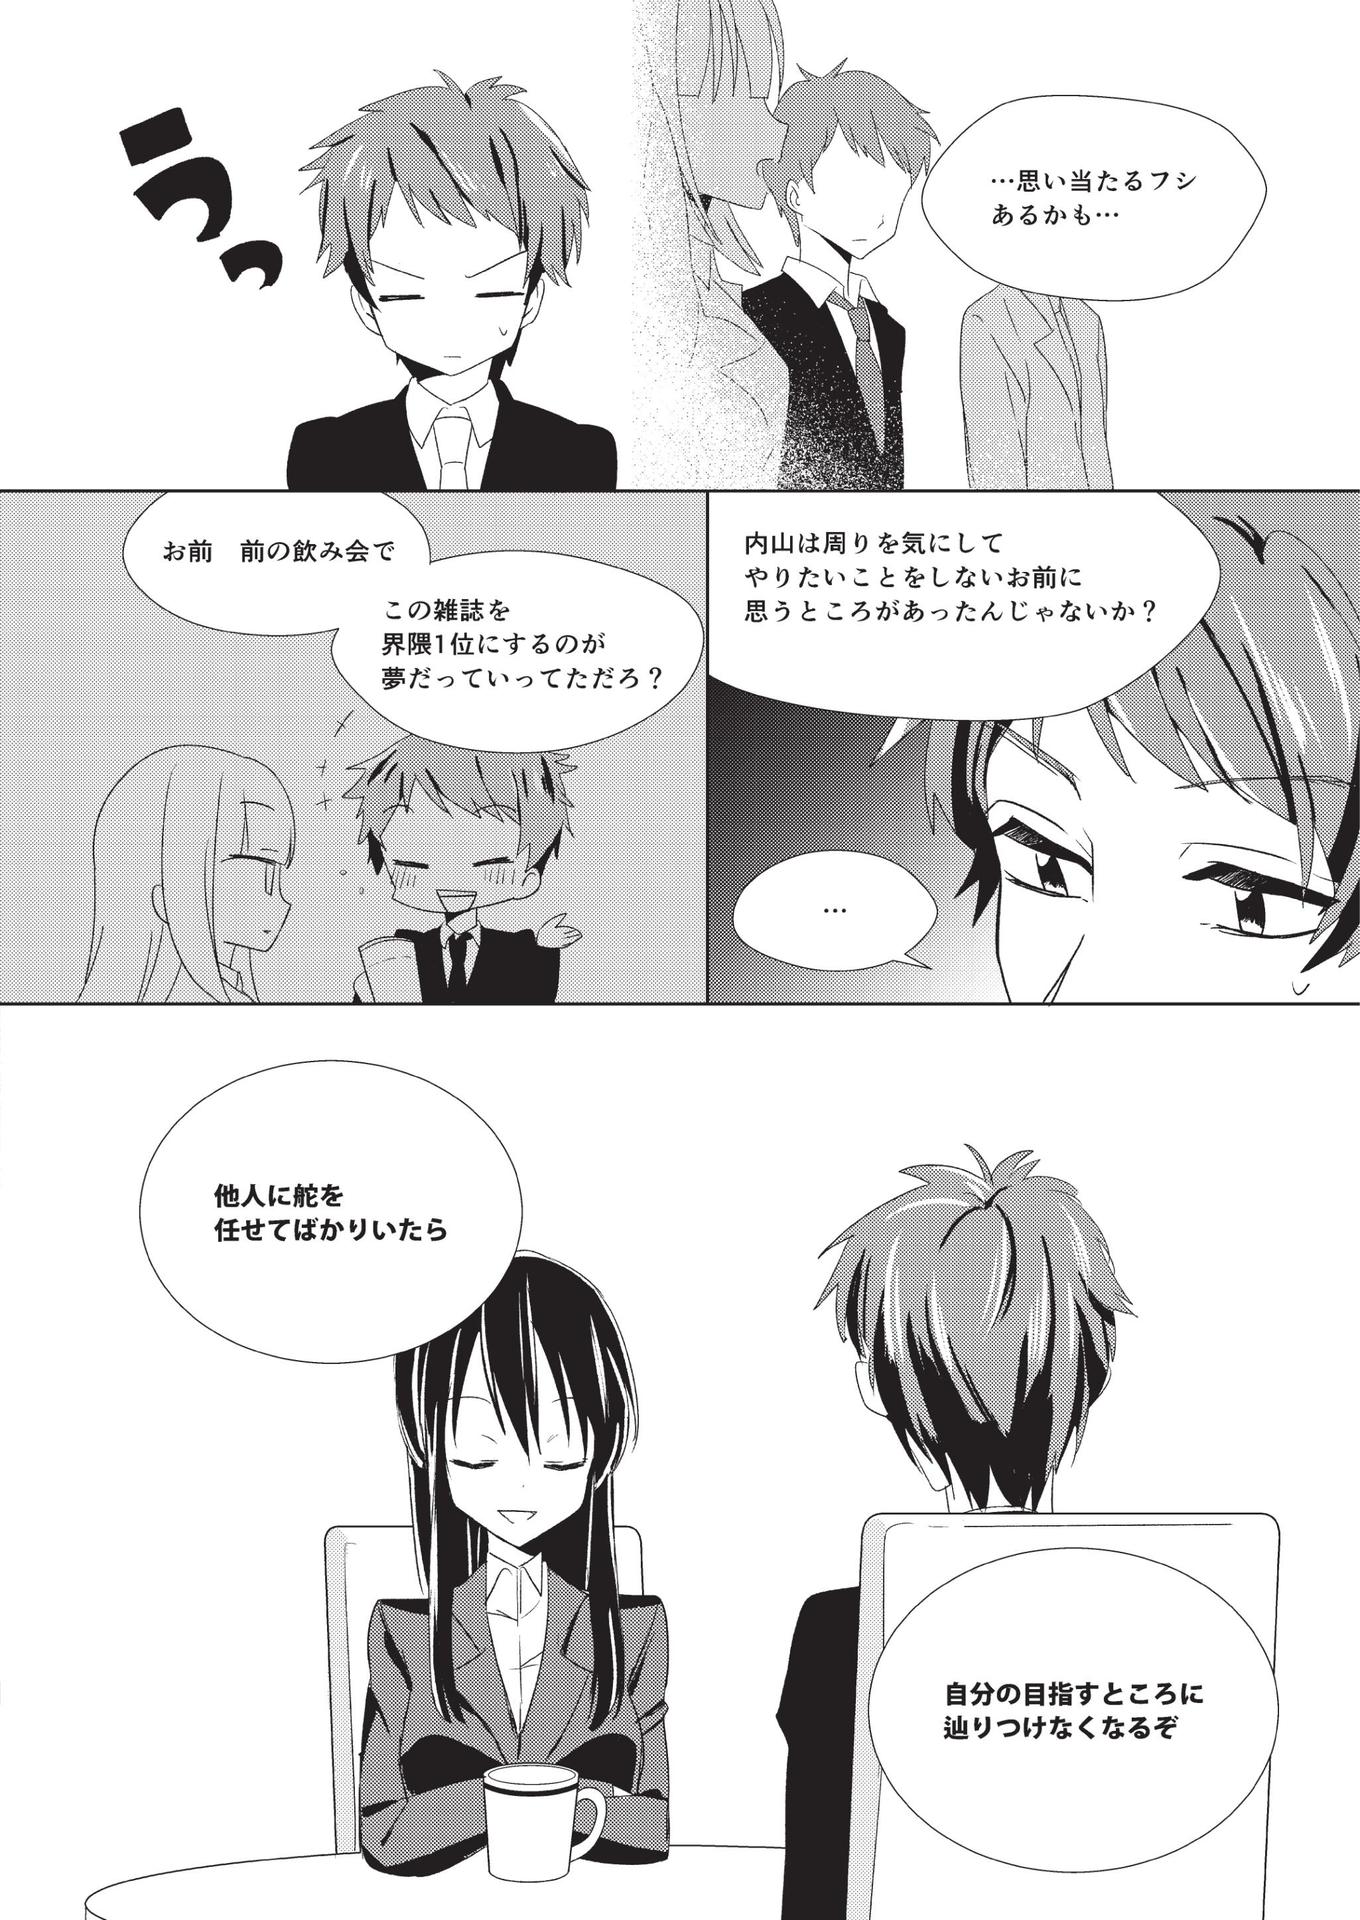 うっ
…思い当たるフシ
あるかも…
お前　前の飲み会で
この雑誌を
界隈1位にするのが
夢だっていってただろ？
内山は周りを気にして
やりたいことをしないお前に
思うところがあったんじゃないか？
…
他人に舵を
任せてばかりいたら
自分の目指すところに
辿りつけなくなるぞ